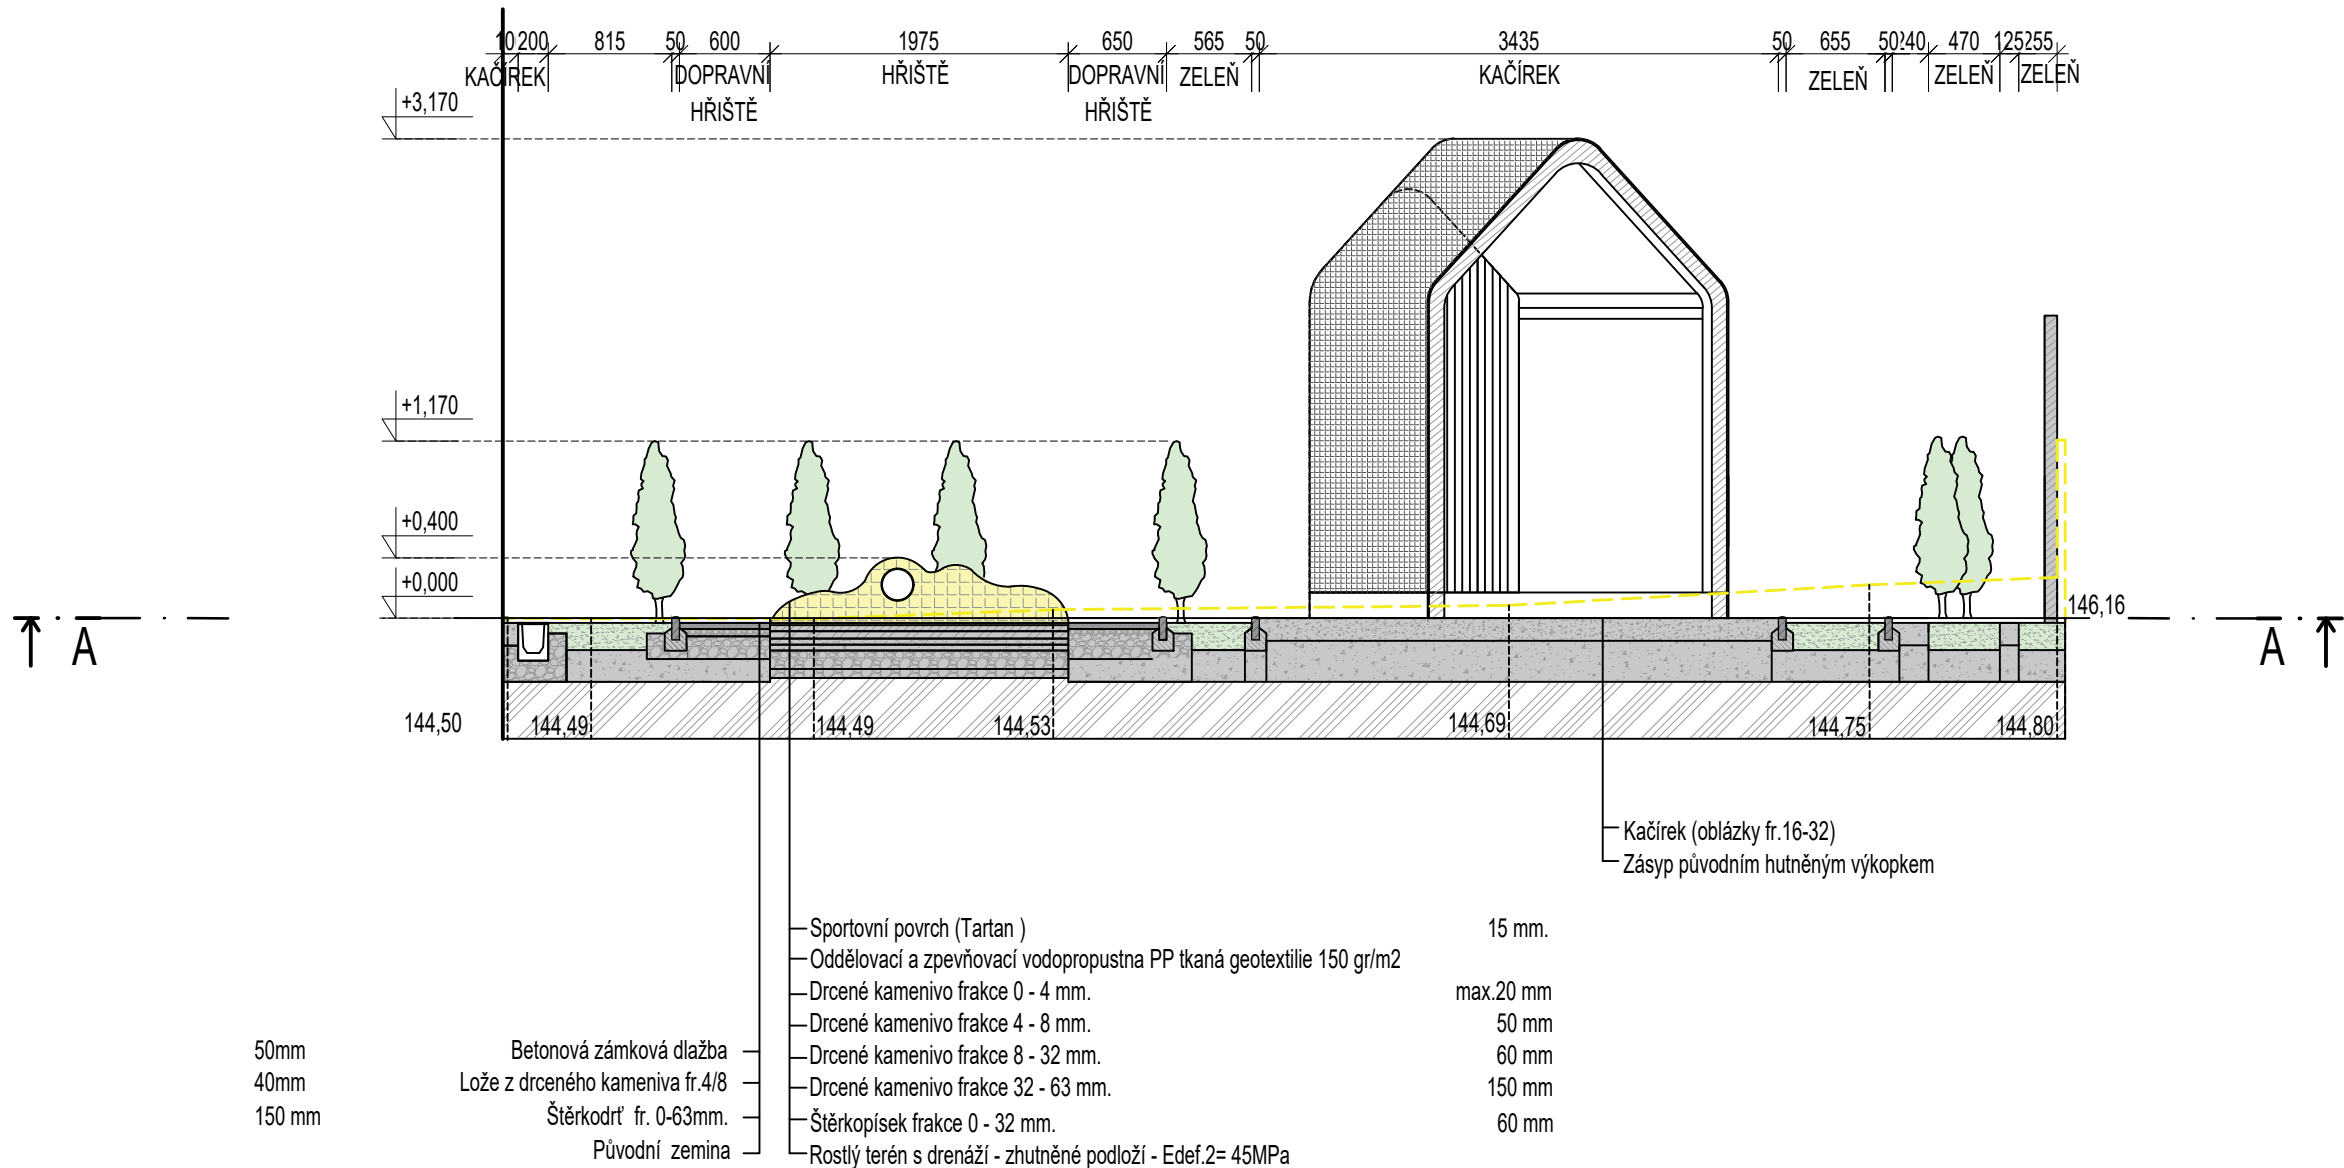 10 200 815 50 600 1975 650 565 50 3435 50 655 50 240 470 125 255
KAČÍREK DOPRAVNÍ HŘIŠTĚ DOPRAVNÍ ZELEŇ KAČÍREK ZELEŇ ZELEŇ ZELEŇ
HŘIŠTĚ HŘIŠTĚ
+3,170
+1,170
+0,400
+0,000
146,16
A A
144,50 144,49 144,49 144,53 144,69 144,75 144,80
Kačírek (oblázky fr.16-32)
Zásyp původním hutněným výkopkem
Sportovní povrch (Tartan ) 15 mm.
Oddělovací a zpevňovací vodopropustna PP tkaná geotextilie 150 gr/m2
Drcené kamenivo frakce 0 - 4 mm. max.20 mm
Drcené kamenivo frakce 4 - 8 mm. 50 mm
Drcené kamenivo frakce 8 - 32 mm. 60 mm
Drcené kamenivo frakce 32 - 63 mm. 150 mm
Štěrkopísek frakce 0 - 32 mm. 60 mm
Rostlý terén s drenáží - zhutněné podloží - Edef.2= 45MPa
50mm Betonová zámková dlažba
40mm Lože z drceného kameniva fr.4/8
150 mm Štěrkodrť fr. 0-63mm.
Původní zemina